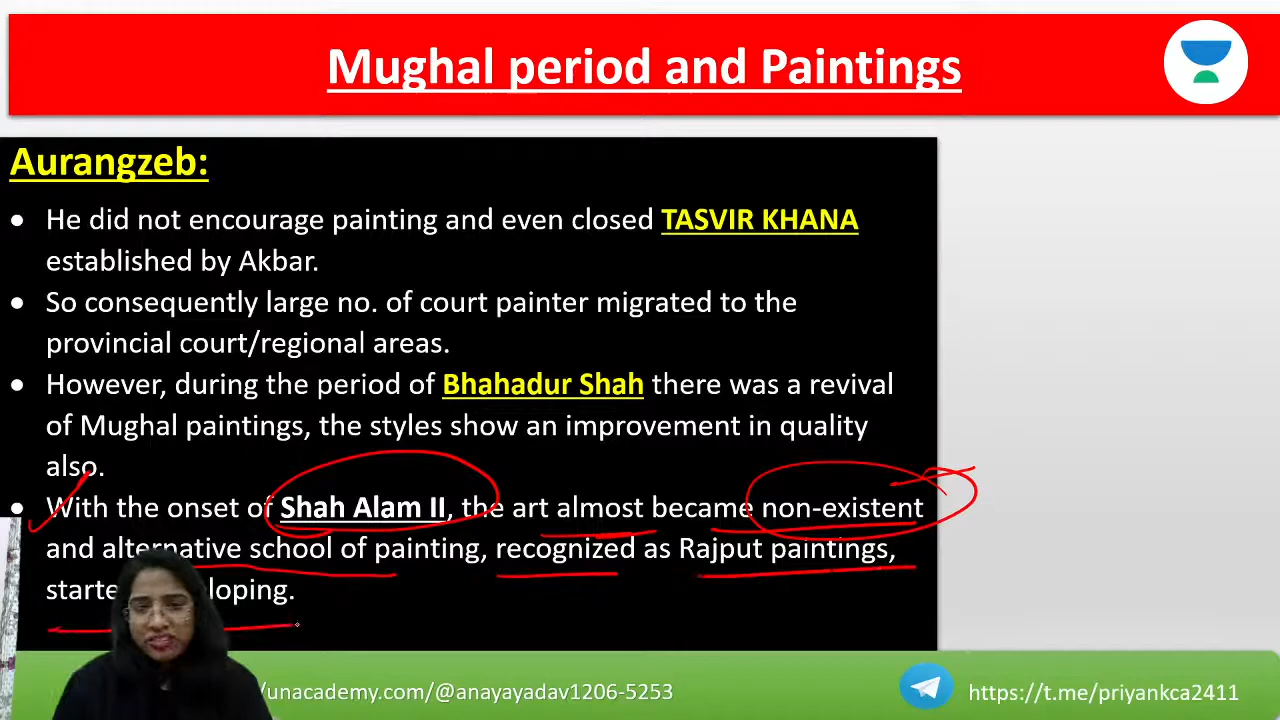 Mughal period and Paintings
Aurangzeb:
• He did not encourage painting and even closed TASVIR KHANA
established by Akbar.
• So consequently large no. of court painter migrated to the
provincial court/regional areas.
• However, during the period of Bhahadur Shah there was a revival
of Mughal paintings, the styles show an improvement in quality
also.
• With the onset of Shah Alam II, the art almost became non-existent
and alternative school of painting, recognized as Rajput paintings,
loping.
/unacademy.com/@anayayadav1206-5253
https://t.me/priyankca2411